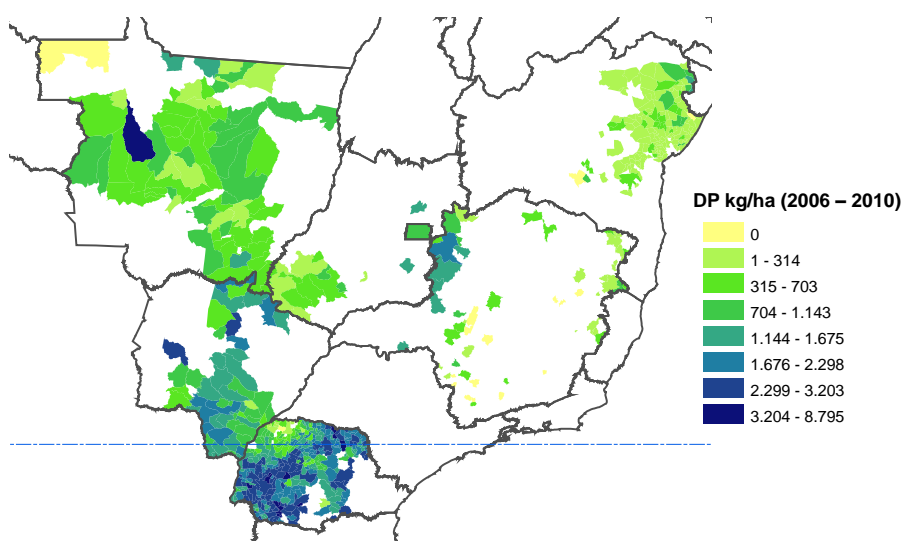 DP kg/ha (2006 – 2010)
0
1 - 314
315 - 703
704 - 1.143
1.144 - 1.675
1.676 - 2.298
2.299 - 3.203
3.204 - 8.795